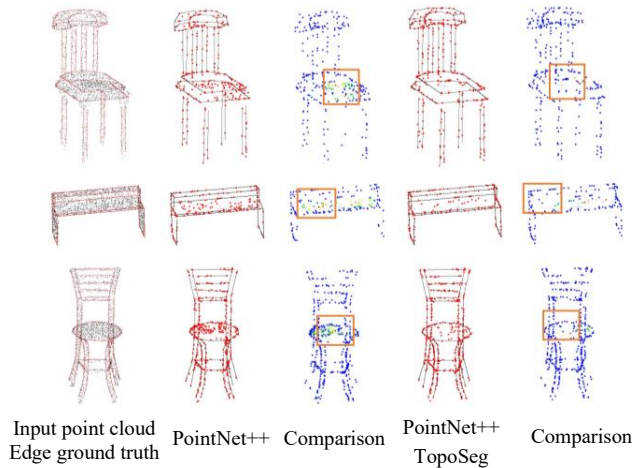 Input point cloud
Edge ground truth
PointNet++
Comparison
PointNet++
TopoSeg
Comparison